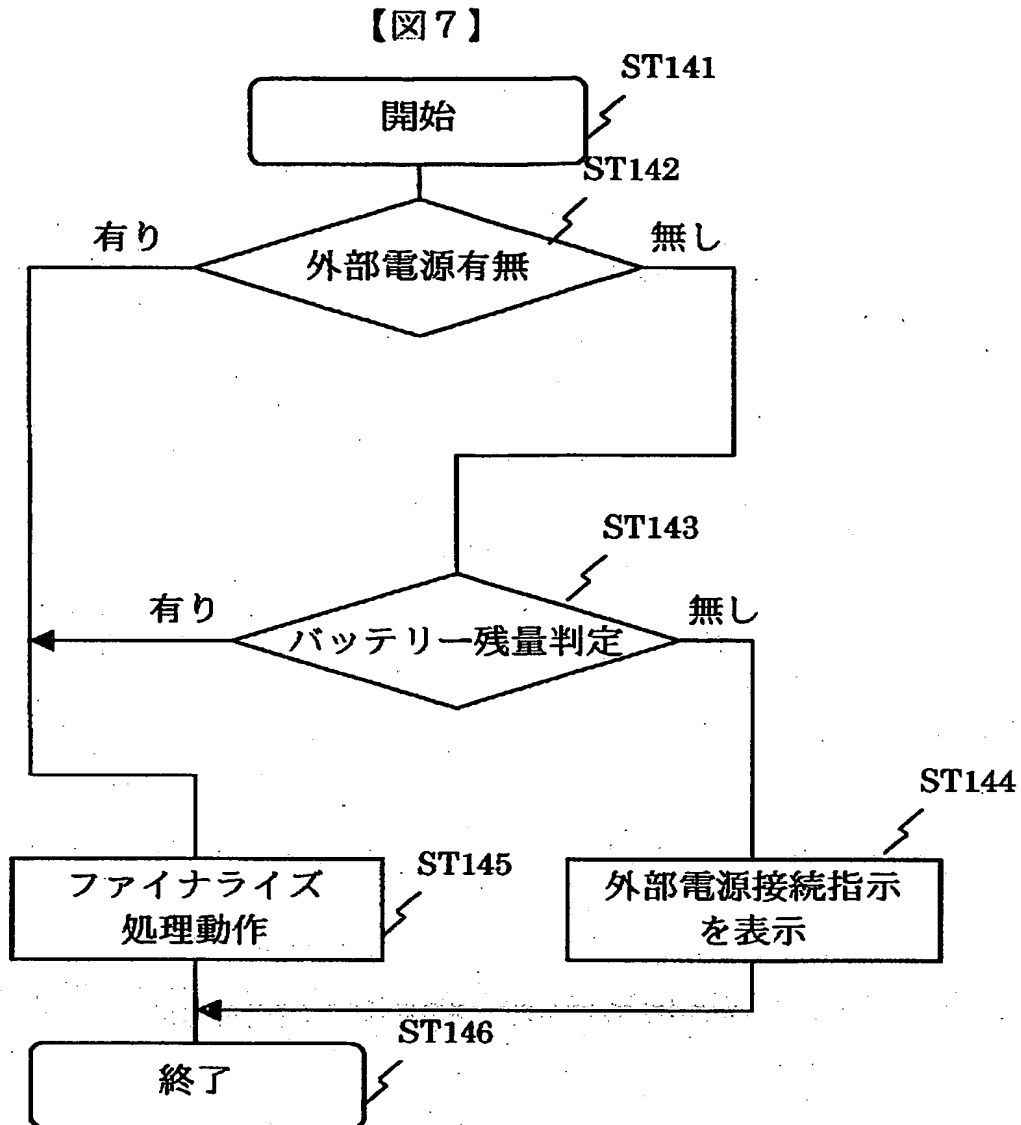 【図7】
ST141
開始
ST142
有り
無し
外部電源有無
ST143
有り
無し
バッテリー残量判定
ST144
ST145
ファイナライズ
処理動作
外部電源接続指示
を表示
ST146
終了